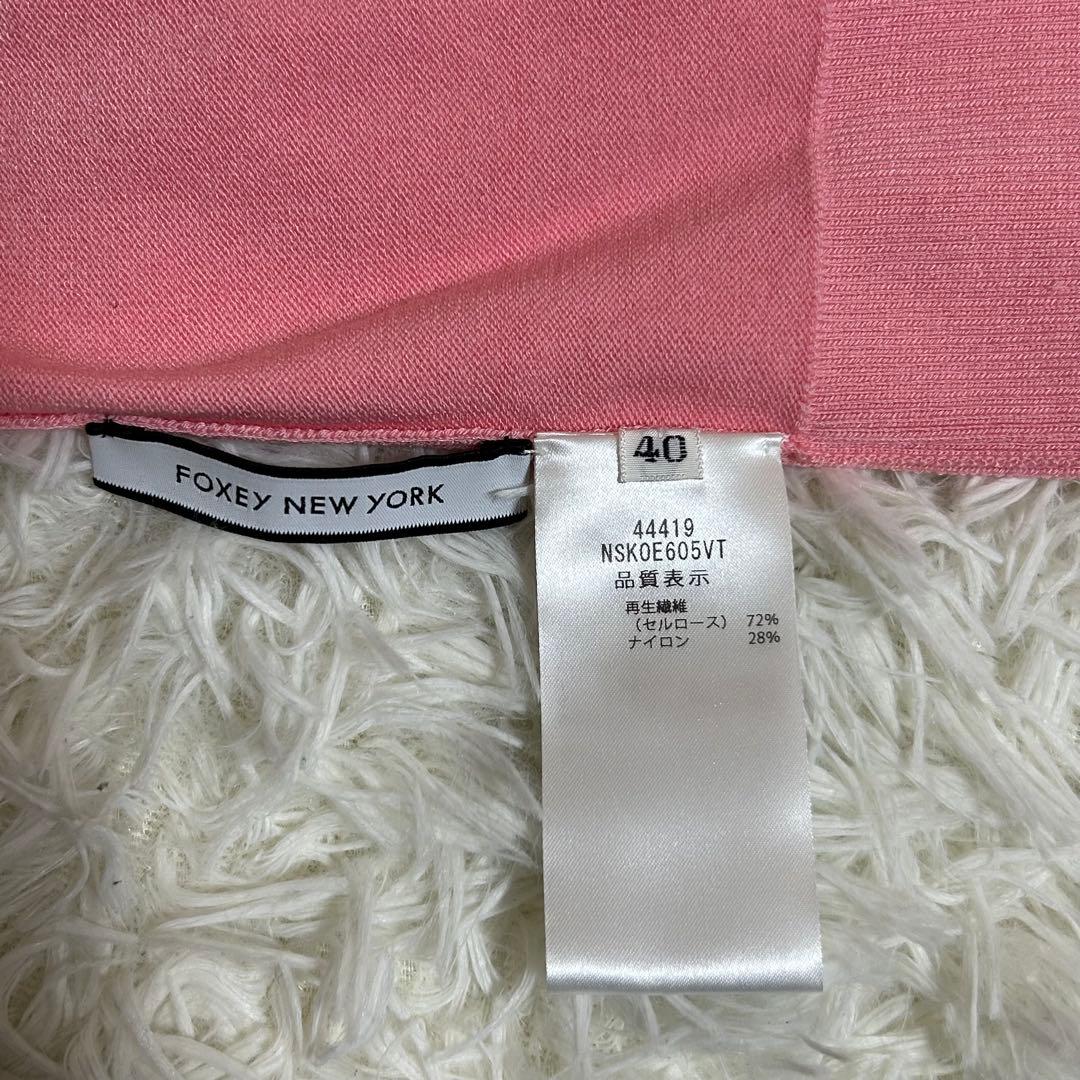 FOXEY NEW YORK
40
44419
NSKOE605VT
品質表示
再生繊維
(セルロース) 72%
ナイロン 28%